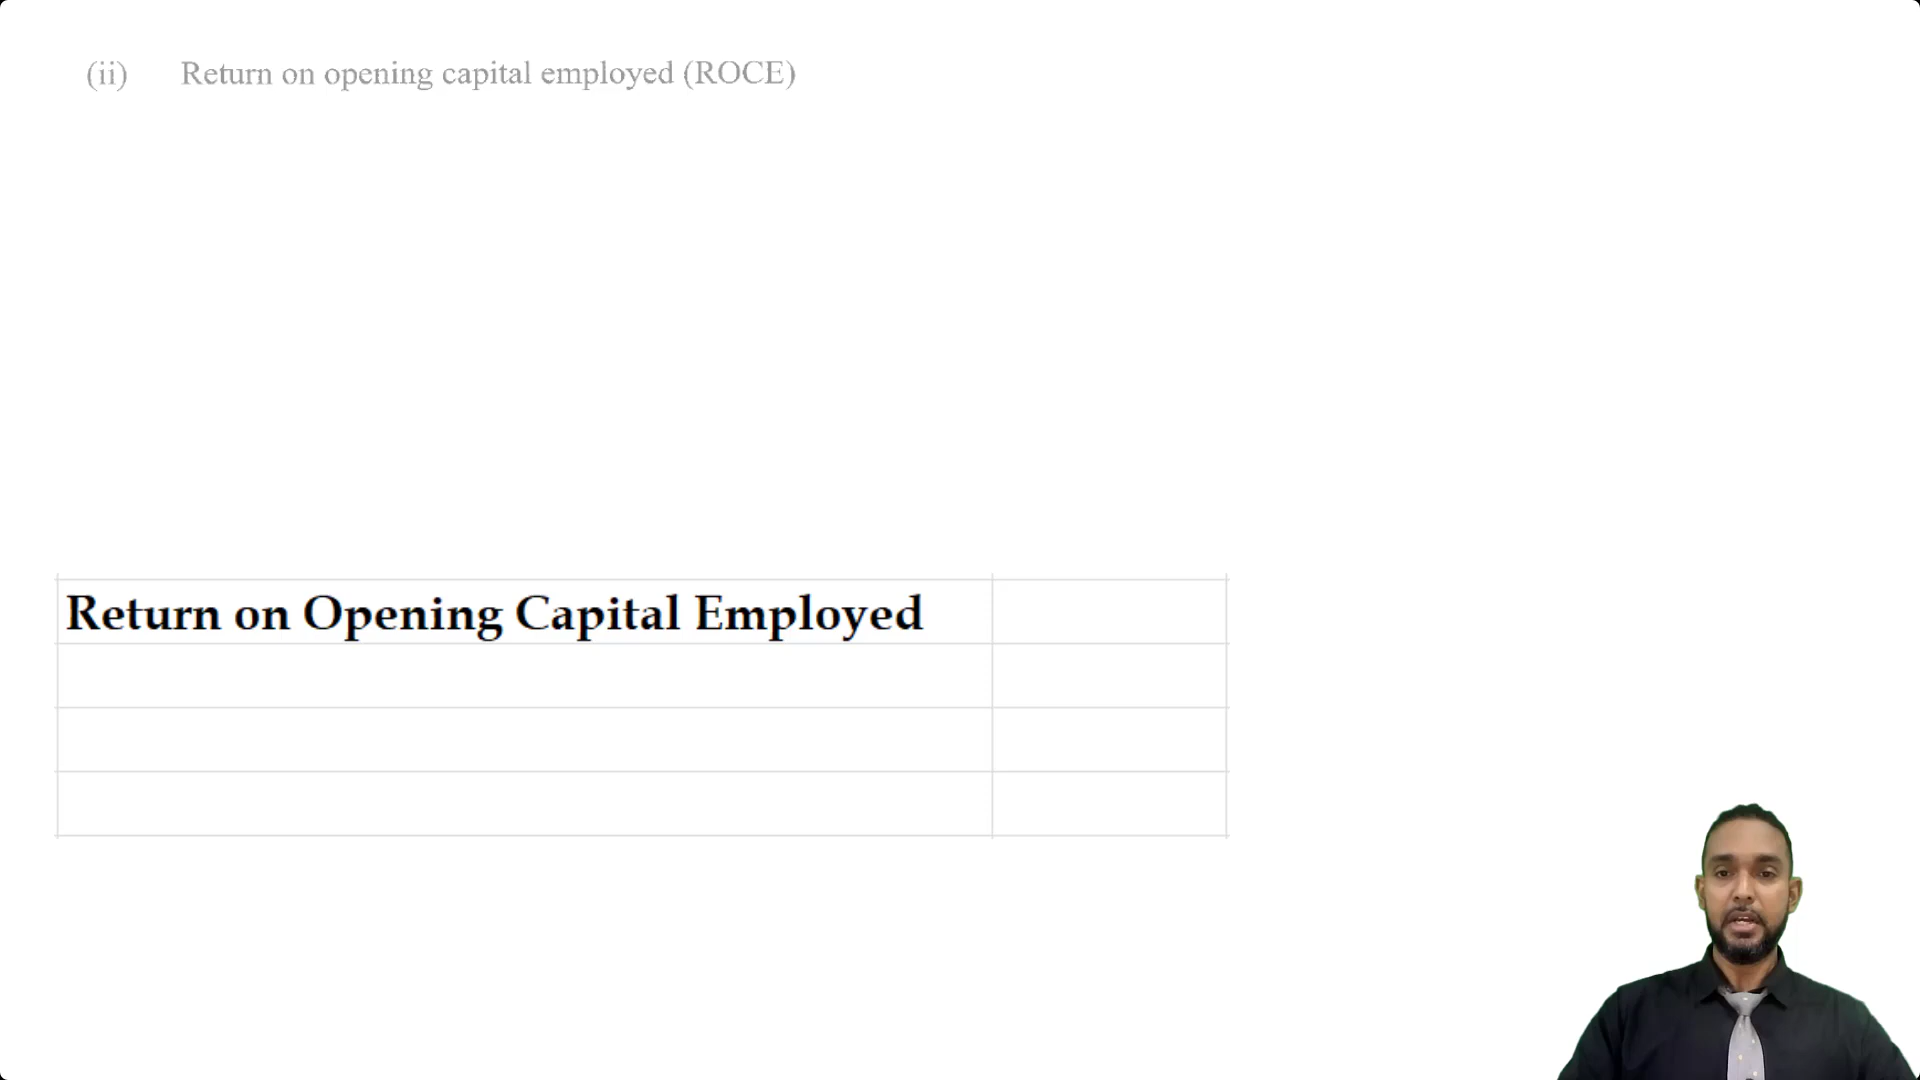 (ii) Return on opening capital employed (ROCE)
Return on Opening Capital Employed